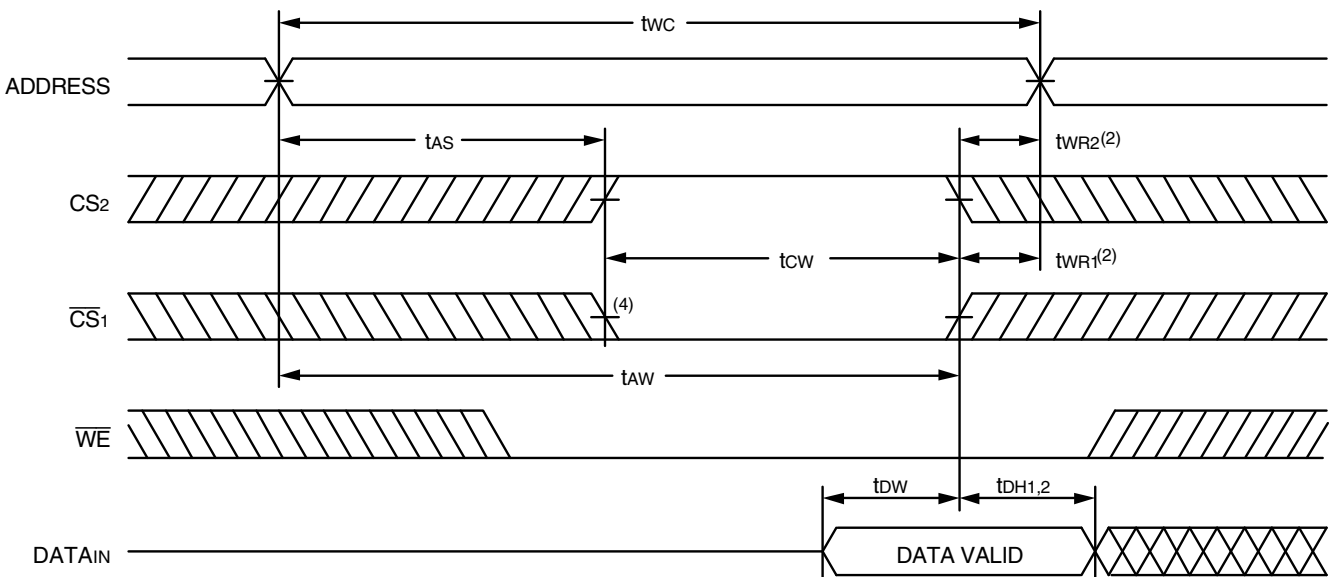 tWC
ADDRESS
tAS
tWR2(2)
CS2
tCW
tWR1(2)
CS1
(4)
tAW
WE
tDW
tDH1,2
DATAIN
DATA VALID